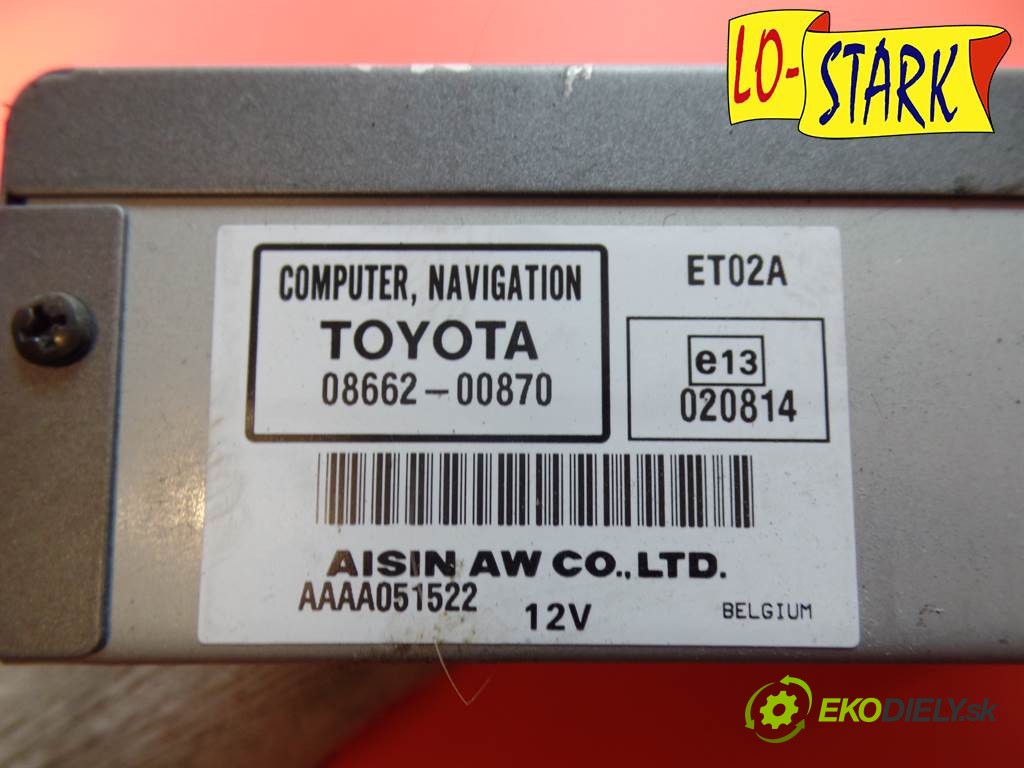 LO-STARK
COMPUTER, NAVIGATION
TOYOTA
08662-00870
ET02A
e13
020814
AISIN AW CO., LTD.
AAAA051522
12V
BELGIUM
EKODIELY.sk